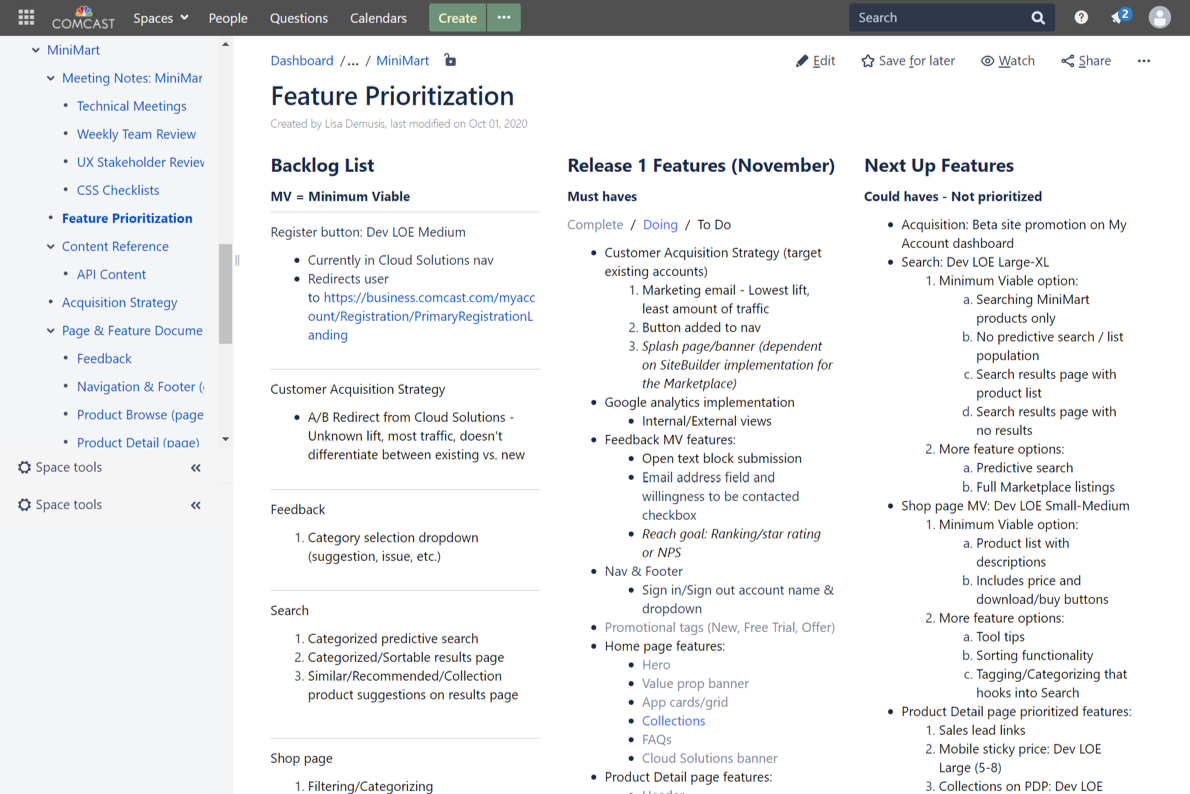 COMCAST
Spaces
People
Questions
Calendars
Create
Search
2
MiniMart
Meeting Notes: MiniMar
Technical Meetings
Weekly Team Review
UX Stakeholder Review
CSS Checklists
Feature Prioritization
Content Reference
API Content
Acquisition Strategy
Page & Feature Docume
Feedback
Navigation & Footer (
Product Browse (page
Product Detail (page)
Space tools
Space tools
Dashboard /... / MiniMart
Edit
Save for later
Watch
Share
Feature Prioritization
Created by Lisa Demusis, last modified on Oct 01, 2020
Backlog List
MV = Minimum Viable
Register button: Dev LOE Medium
• Currently in Cloud Solutions nav
• Redirects user
to https://business.comcast.com/myacc
ount/Registration/PrimaryRegistrationL
anding
Customer Acquisition Strategy
• A/B Redirect from Cloud Solutions -
Unknown lift, most traffic, doesn't
differentiate between existing vs. new
Feedback
1. Category selection dropdown
(suggestion, issue, etc.)
Search
1. Categorized predictive search
2. Categorized/Sortable results page
3. Similar/Recommended/Collection
product suggestions on results page
Shop page
1. Filtering/Categorizing
Release 1 Features (November)
Must haves
Complete / Doing / To Do
• Customer Acquisition Strategy (target
existing accounts)
1. Marketing email - Lowest lift,
least amount of traffic
2. Button added to nav
3. Splash page/banner (dependent
on SiteBuilder implementation for
the Marketplace)
• Google analytics implementation
• Internal/External views
• Feedback MV features:
• Open text block submission
• Email address field and
willingness to be contacted
checkbox
• Reach goal: Ranking/star rating
or NPS
• Nav & Footer
• Sign in/Sign out account name &
dropdown
• Promotional tags (New, Free Trial, Offer)
• Home page features:
• Hero
• Value prop banner
• App cards/grid
• Collections
• FAQs
• Cloud Solutions banner
• Product Detail page features:
Next Up Features
Could haves - Not prioritized
• Acquisition: Beta site promotion on My
Account dashboard
• Search: Dev LOE Large-XL
1. Minimum Viable option:
a. Searching MiniMart
products only
b. No predictive search / list
population
c. Search results page with
product list
d. Search results page with
no results
2. More feature options:
a. Predictive search
b. Full Marketplace listings
• Shop page MV: Dev LOE Small-Medium
1. Minimum Viable option:
a. Product list with
descriptions
b. Includes price and
download/buy buttons
2. More feature options:
a. Tool tips
b. Sorting functionality
c. Tagging/Categorizing that
hooks into Search
• Product Detail page prioritized features:
1. Sales lead links
2. Mobile sticky price: Dev LOE
Large (5-8)
3. Collections on PDP: Dev LOE